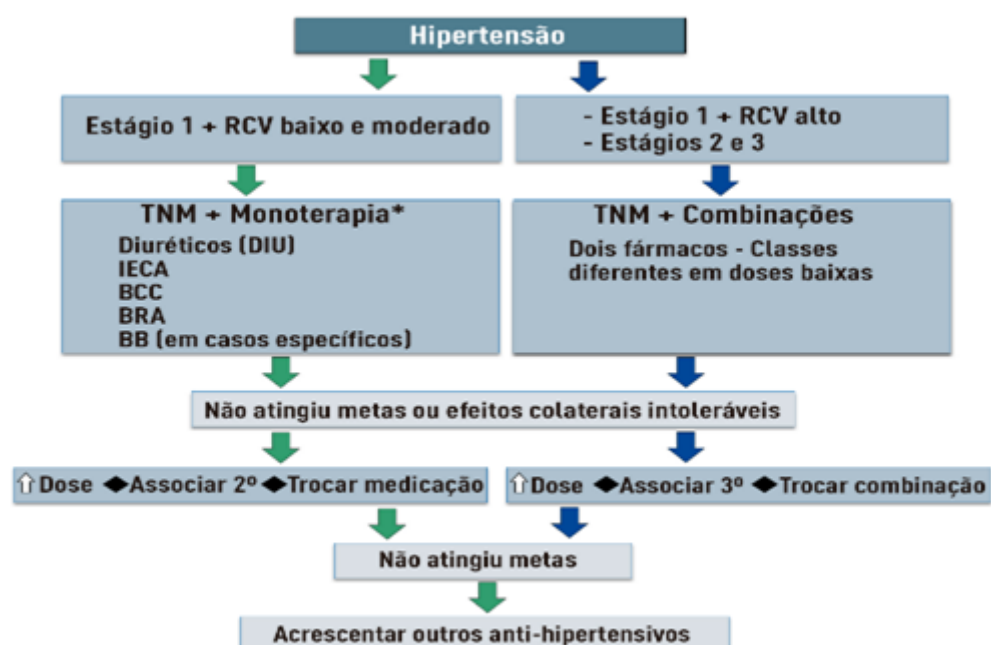 Hipertensão
Estágio 1 + RCV baixo e moderado
- Estágio 1 + RCV alto
- Estágios 2 e 3
TNM + Monoterapia*
Diuréticos (DIU)
IECA
BCC
BRA
BB (em casos específicos)
TNM + Combinações
Dois fármacos - Classes
diferentes em doses baixas
Não atingiu metas ou efeitos colaterais intoleráveis
⇧Dose ◆Associar 2º ◆Trocar medicação
⇧Dose ◆Associar 3º ◆Trocar combinação
Não atingiu metas
Acrescentar outros anti-hipertensivos